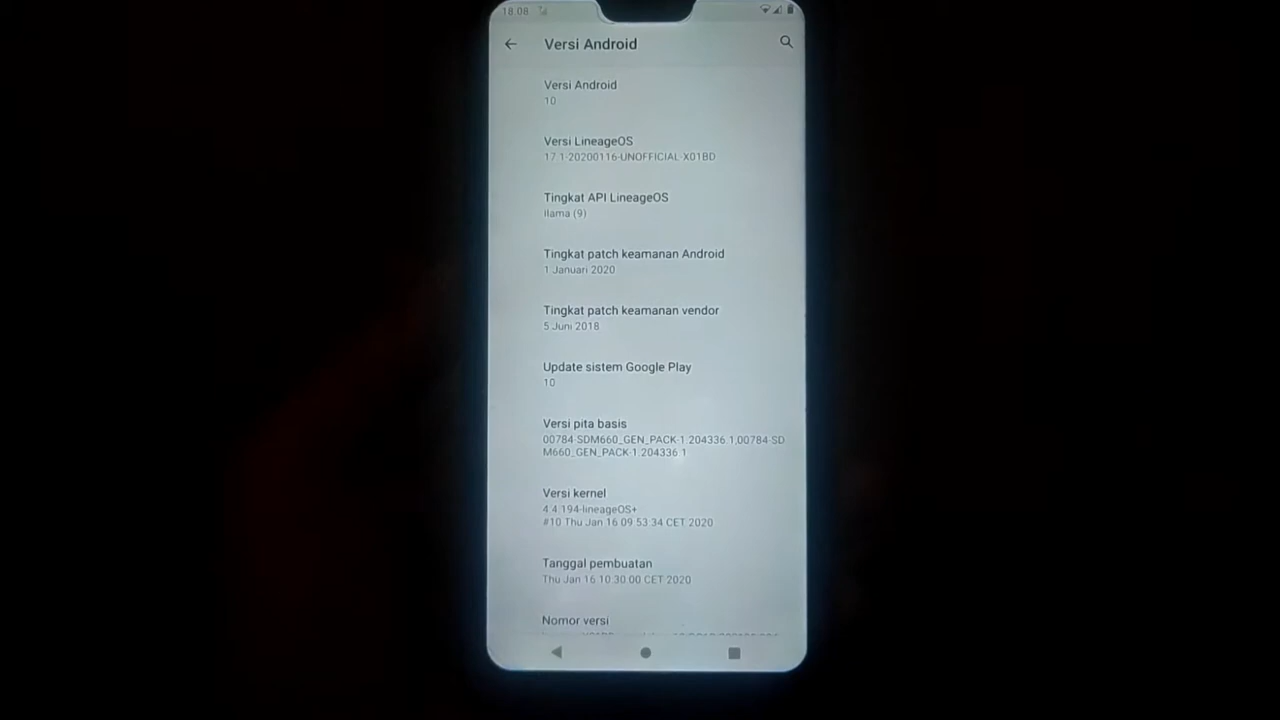 18.08
Versi Android
Versi Android
10
Versi LineageOS
17.1-20200116-UNOFFICIAL-X01BD
Tingkat API LineageOS
Ilama (9)
Tingkat patch keamanan Android
1 Januari 2020
Tingkat patch keamanan vendor
5 Juni 2018
Update sistem Google Play
10
Versi pita basis
00784-SDM660_GEN_PACK-1.204336.1,00784-SD
M660_GEN_PACK-1.204336.1
Versi kernel
4.4.194-lineageOS+
#10 Thu Jan 16 09:53:34 CET 2020
Tanggal pembuatan
Thu Jan 16 10:30:00 CET 2020
Nomor versi